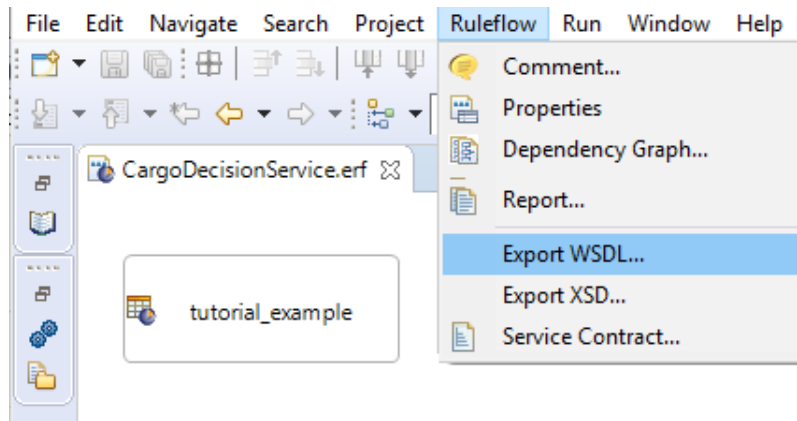 File Edit Navigate Search Project Ruleflow Run Window Help
Comment...
Properties
Dependency Graph...
Report...
Export WSDL...
Export XSD...
Service Contract...
CargoDecisionService.erf
tutorial_example